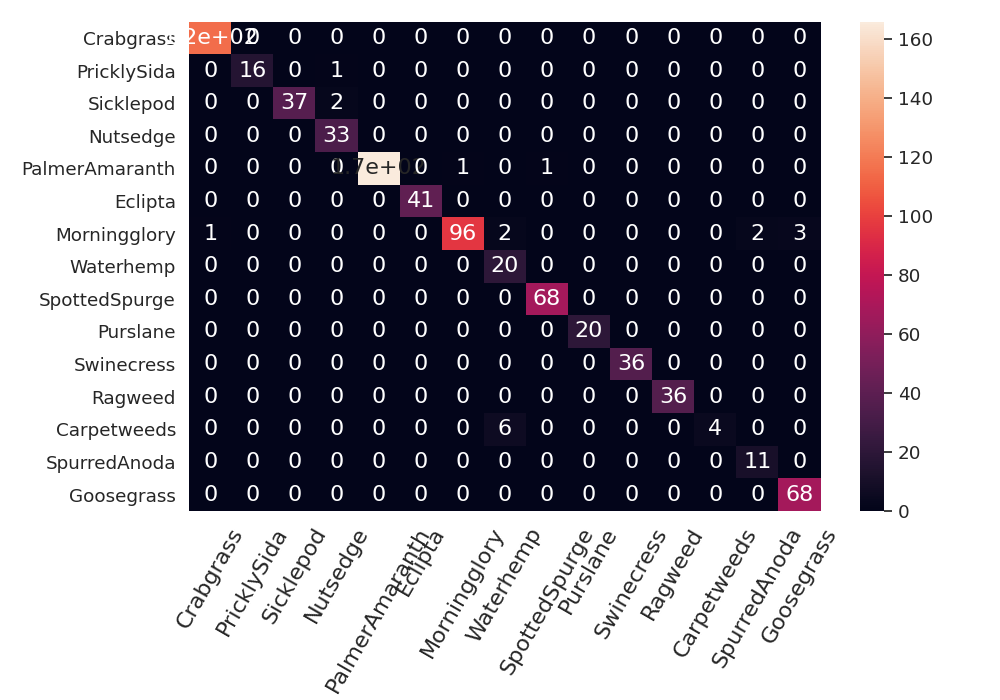 Crabgrass 2e+02 0 0 0 0 0 0 0 0 0 0 0 0 0 0
PricklySida 0 16 0 1 0 0 0 0 0 0 0 0 0 0 0
Sicklepod 0 0 37 2 0 0 0 0 0 0 0 0 0 0 0
Nutsedge 0 0 0 33 0 0 0 0 0 0 0 0 0 0 0
PalmerAmaranth 0 0 0 0 1.7e+0 0 1 0 1 0 0 0 0 0 0
Eclipta 0 0 0 0 0 41 0 0 0 0 0 0 0 0 0
Morningglory 1 0 0 0 0 0 96 2 0 0 0 0 0 2 3
Waterhemp 0 0 0 0 0 0 0 20 0 0 0 0 0 0 0
SpottedSpurge 0 0 0 0 0 0 0 0 68 0 0 0 0 0 0
Purslane 0 0 0 0 0 0 0 0 0 20 0 0 0 0 0
Swinecress 0 0 0 0 0 0 0 0 0 0 36 0 0 0 0
Ragweed 0 0 0 0 0 0 0 0 0 0 0 36 0 0 0
Carpetweeds 0 0 0 0 0 0 0 6 0 0 0 0 4 0 0
SpurredAnoda 0 0 0 0 0 0 0 0 0 0 0 0 0 11 0
Goosegrass 0 0 0 0 0 0 0 0 0 0 0 0 0 0 68
Crabgrass
PricklySida
Sicklepod
Nutsedge
PalmerAmaranth
Eclipta
Morningglory
Waterhemp
SpottedSpurge
Purslane
Swinecress
Ragweed
Carpetweeds
SpurredAnoda
Goosegrass
160
140
120
100
80
60
40
20
0